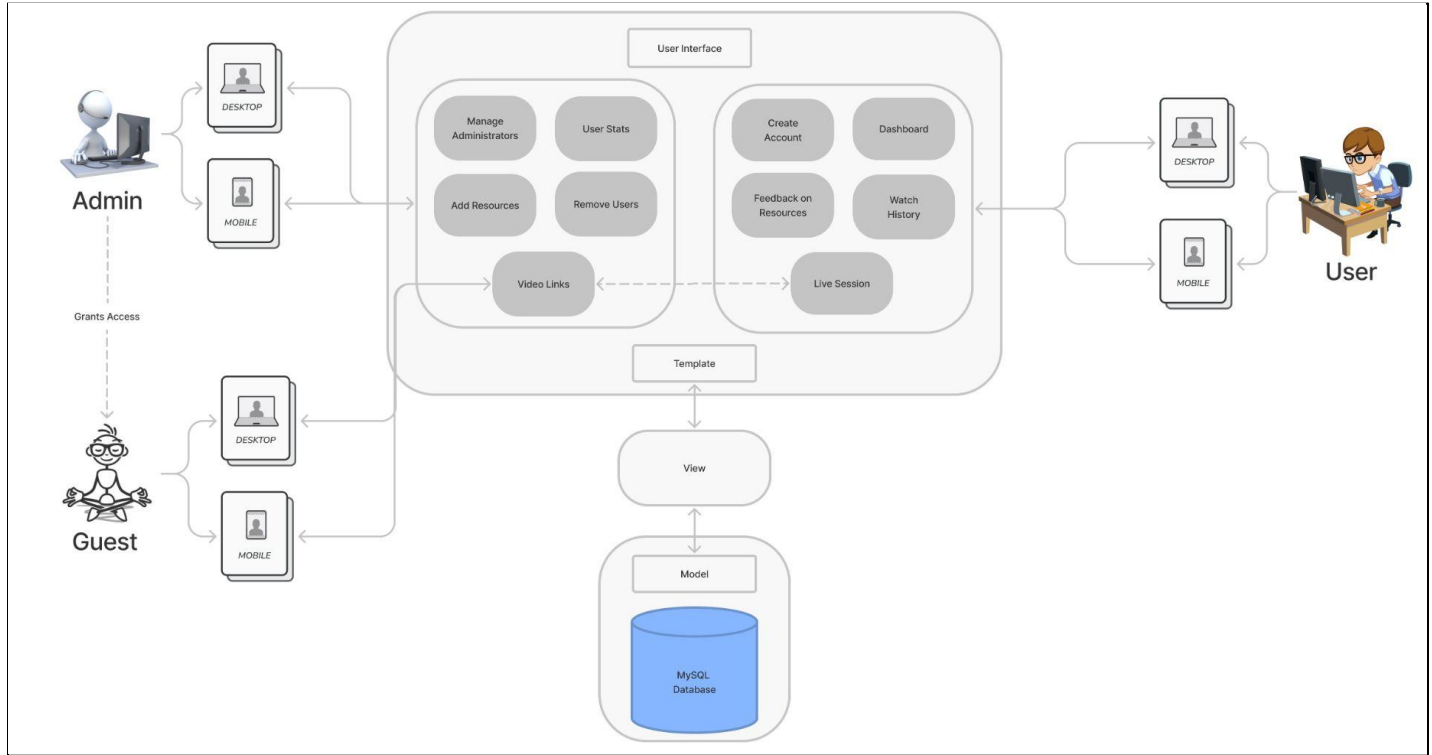 User Interface
DESKTOP
MOBILE
Admin
Grants Access
Manage
Administrators
User Stats
Add Resources
Remove Users
Video Links
Create
Account
Dashboard
Feedback on
Resources
Watch
History
Live Session
DESKTOP
MOBILE
User
Template
DESKTOP
MOBILE
Guest
View
Model
MySQL
Database